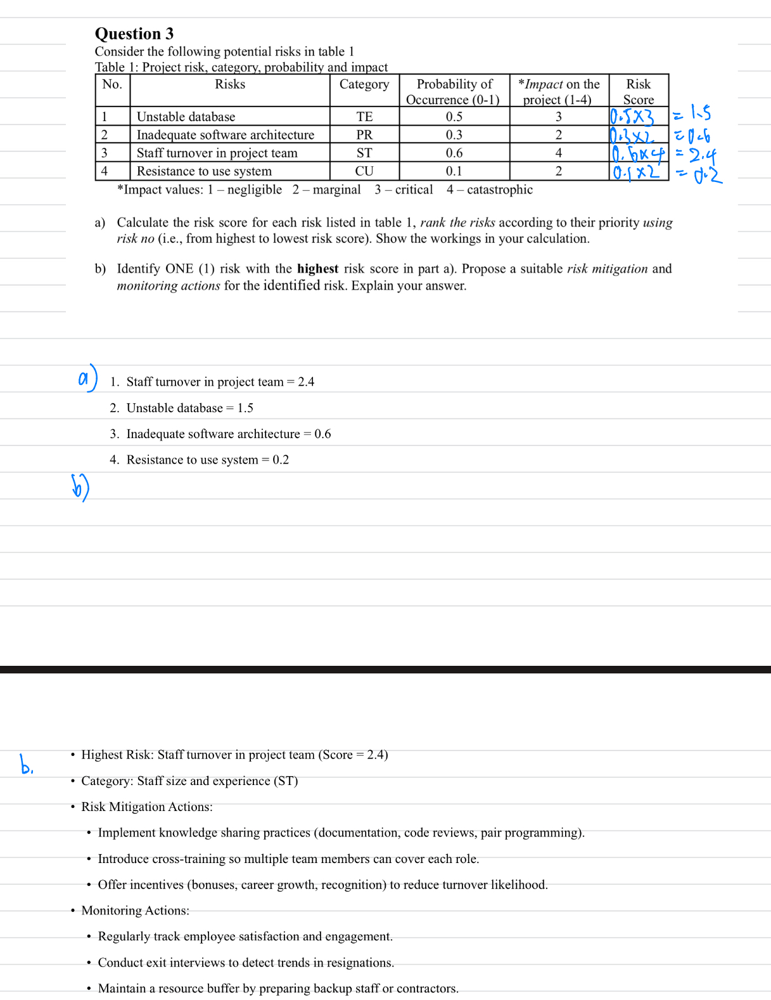 Question 3
Consider the following potential risks in table 1
Table 1: Project risk, category, probability and impact
No. Risks Category Probability of Occurrence (0-1) *Impact on the project (1-4) Risk Score
1 Unstable database TE 0.5 3 0.5×3 = 1.5
2 Inadequate software architecture PR 0.3 2 0.3×2 = 0.6
3 Staff turnover in project team ST 0.6 4 0.6×4 = 2.4
4 Resistance to use system CU 0.1 2 0.1×2 = 0.2
*Impact values: 1 – negligible 2 – marginal 3 – critical 4 – catastrophic
a) Calculate the risk score for each risk listed in table 1, rank the risks according to their priority using
risk no (i.e., from highest to lowest risk score). Show the workings in your calculation.
b) Identify ONE (1) risk with the highest risk score in part a). Propose a suitable risk mitigation and
monitoring actions for the identified risk. Explain your answer.
a) 1. Staff turnover in project team = 2.4
2. Unstable database = 1.5
3. Inadequate software architecture = 0.6
4. Resistance to use system = 0.2
b)
b. • Highest Risk: Staff turnover in project team (Score = 2.4)
• Category: Staff size and experience (ST)
• Risk Mitigation Actions:
• Implement knowledge sharing practices (documentation, code reviews, pair programming).
• Introduce cross-training so multiple team members can cover each role.
• Offer incentives (bonuses, career growth, recognition) to reduce turnover likelihood.
• Monitoring Actions:
• Regularly track employee satisfaction and engagement.
• Conduct exit interviews to detect trends in resignations.
• Maintain a resource buffer by preparing backup staff or contractors.